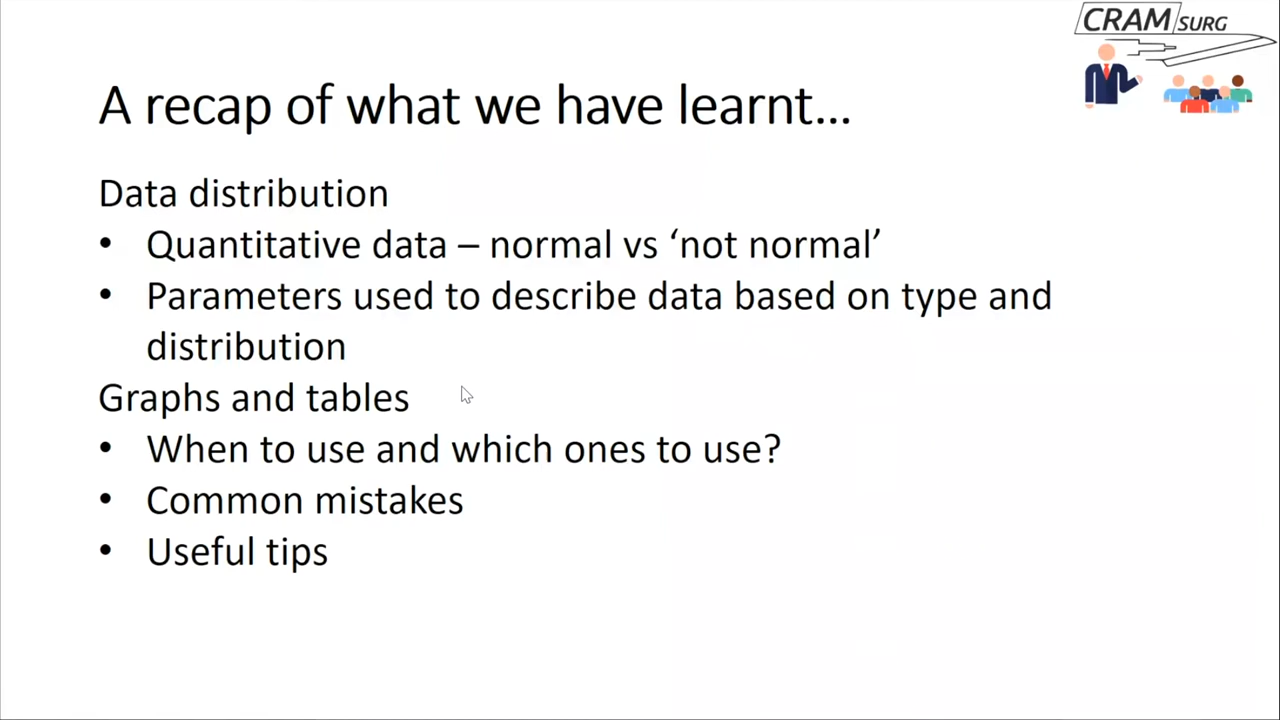 CRAM SURG
A recap of what we have learnt...
Data distribution
• Quantitative data – normal vs ‘not normal’
• Parameters used to describe data based on type and
distribution
Graphs and tables
• When to use and which ones to use?
• Common mistakes
• Useful tips